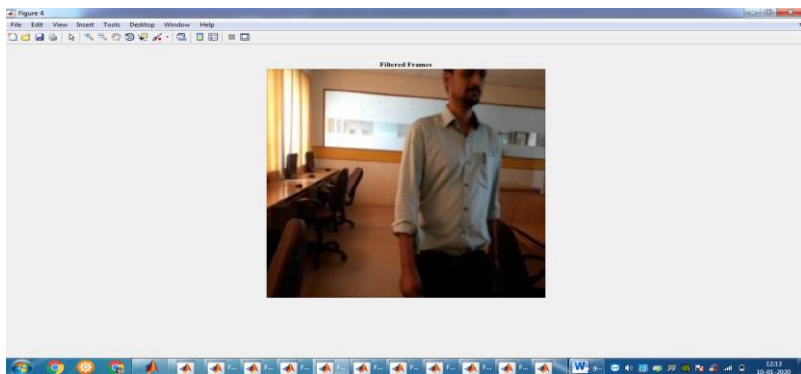 Figure 4
File Edit View Insert Tools Desktop Window Help
Filtered Frames
F... F... F... F... F... F... F... F... F... F...
12:13
10-01-2020